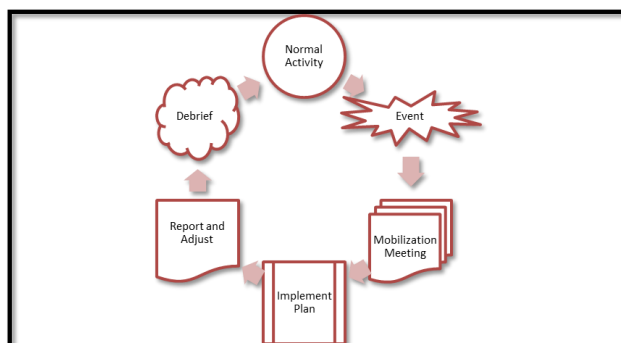 Normal
Activity
Event
Mobilization
Meeting
Implement
Plan
Report and
Adjust
Debrief